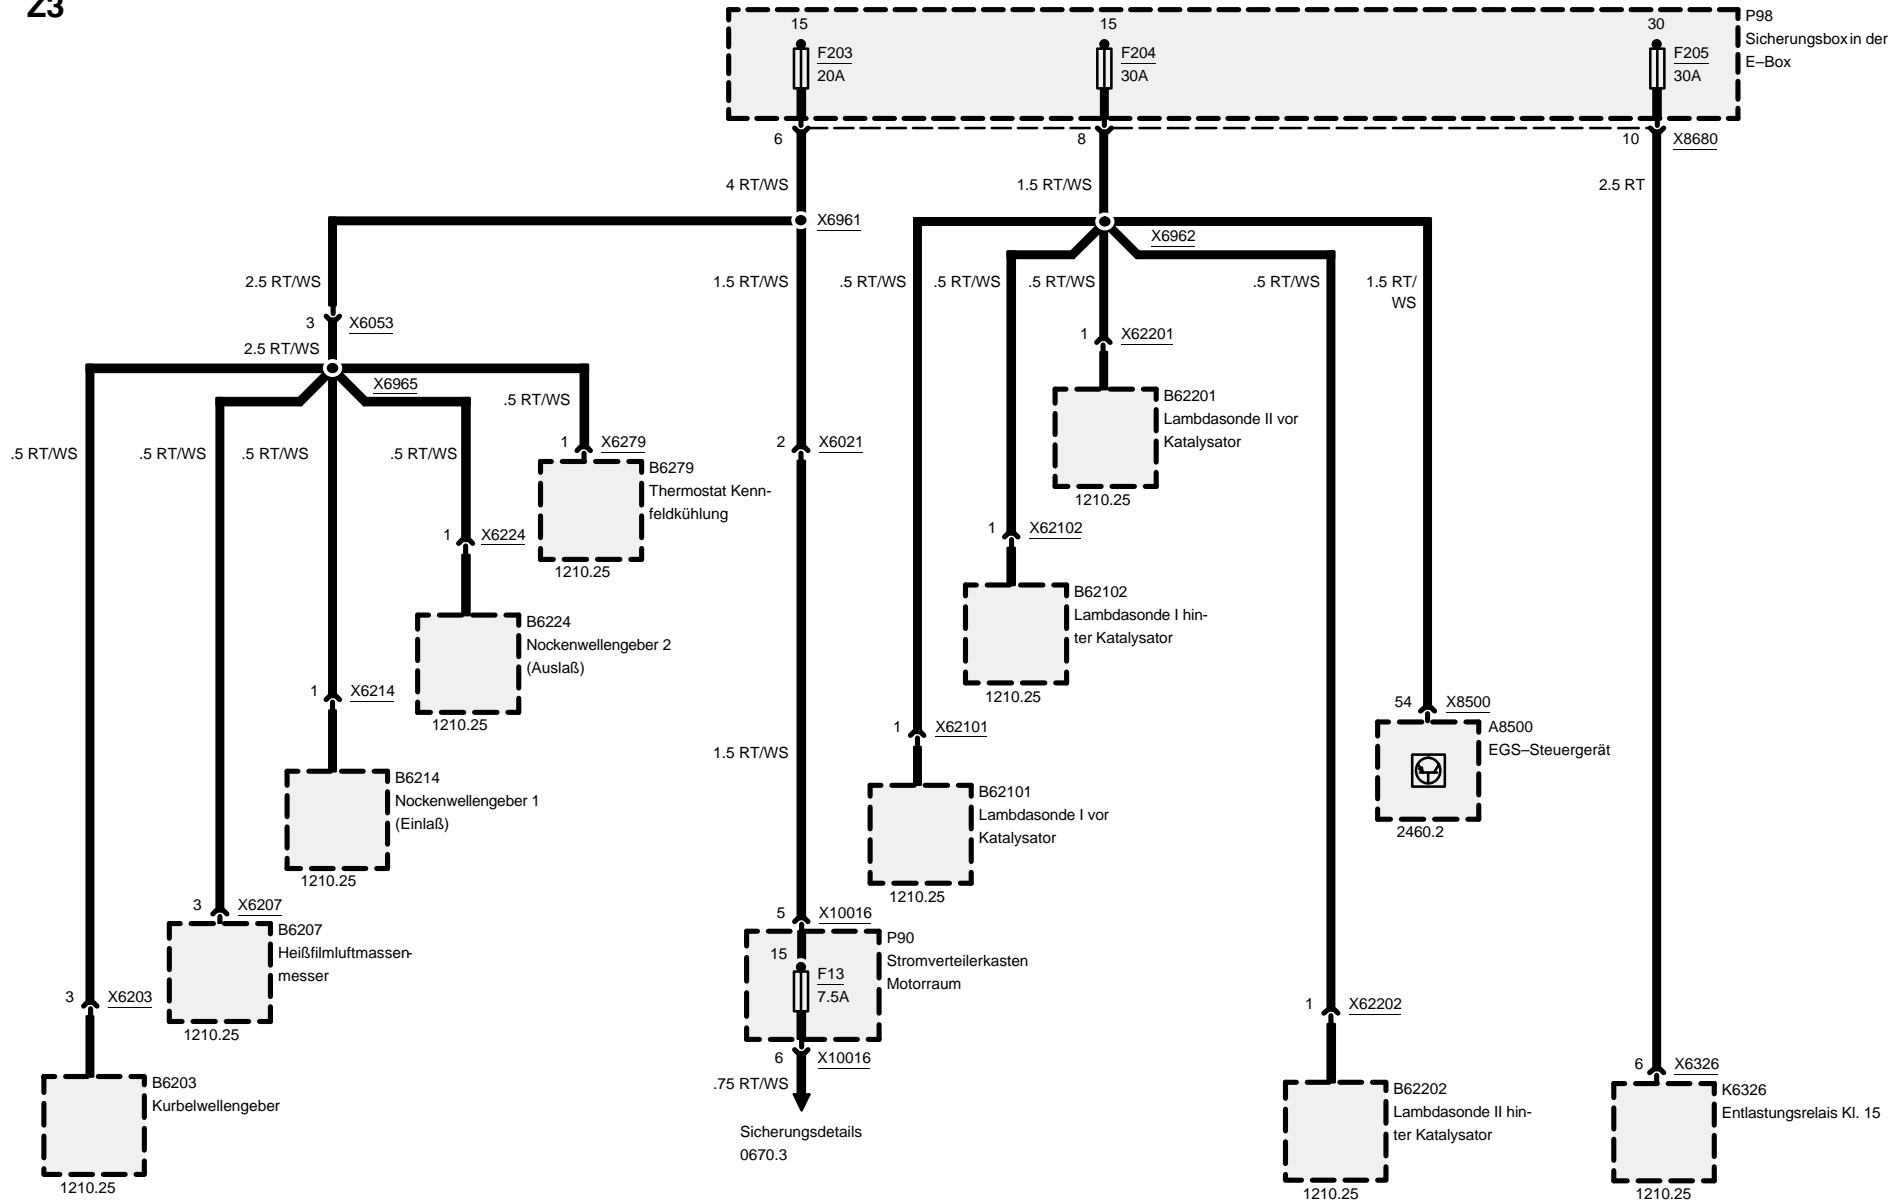 Z3
15
15
30
P98
Sicherungsbox in der
E–Box
F203
20A
F204
30A
F205
30A
6
8
10
X8680
4 RT/WS
1.5 RT/WS
2.5 RT
X6961
X6962
2.5 RT/WS
1.5 RT/WS
.5 RT/WS
.5 RT/WS
.5 RT/WS
.5 RT/WS
1.5 RT/
WS
3
X6053
2.5 RT/WS
1
X62201
X6965
.5 RT/WS
B62201
Lambdasonde II vor
Katalysator
1210.25
.5 RT/WS
.5 RT/WS
.5 RT/WS
.5 RT/WS
1
X6279
2
X6021
B6279
Thermostat Kenn-
feldkühlung
1210.25
1
X6224
1
X62102
B62102
Lambdasonde I hin-
ter Katalysator
1210.25
B6224
Nockenwellengeber 2
(Auslaß)
1210.25
1
X6214
54
X8500
A8500
EGS–Steuergerät
2460.2
1
X62101
1.5 RT/WS
B6214
Nockenwellengeber 1
(Einlaß)
1210.25
B62101
Lambdasonde I vor
Katalysator
1210.25
3
X6207
5
X10016
B6207
Heißfilmluftmassen-
messer
1210.25
P90
Stromverteilerkasten
Motorraum
15
F13
7.5A
3
X6203
1
X62202
6
X10016
6
X6326
.75 RT/WS
B6203
Kurbelwellengeber
1210.25
Sicherungsdetails
0670.3
B62202
Lambdasonde II hin-
ter Katalysator
1210.25
K6326
Entlastungsrelais Kl. 15
1210.25